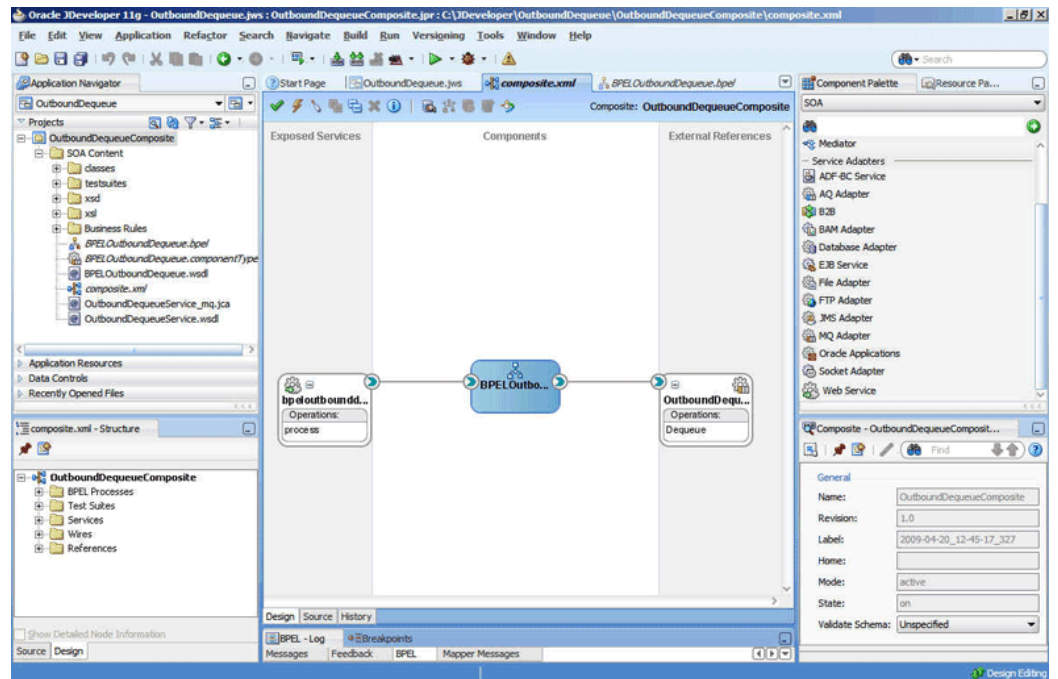 Oracle JDeveloper 11g - OutboundDequeue.jws : OutboundDequeueComposite.jpr : C:\JDeveloper\OutboundDequeue\OutboundDequeueComposite\composite.xml
File Edit View Application Refactor Search Navigate Build Run Versioning Tools Window Help
Search
Application Navigator
OutboundDequeue
Projects
OutboundDequeueComposite
SOA Content
classes
testsuites
xsd
xsl
Business Rules
BPELOutboundDequeue.bpel
BPELOutboundDequeue.componentType
BPELOutboundDequeue.wsdl
composite.xml
OutboundDequeueService_mq.jca
OutboundDequeueService.wsdl
Application Resources
Data Controls
Recently Opened Files
composite.xml - Structure
OutboundDequeueComposite
BPEL Processes
Test Suites
Services
Wires
References
Show Detailed Node Information
Source Design
Start Page OutboundDequeue.jws composite.xml BPELOutboundDequeue.bpel
Composite: OutboundDequeueComposite
Exposed Services Components External References
bpeloutboundd...
Operations:
process
BPELOutbo...
OutboundDequ...
Operations:
Dequeue
Design Source History
BPEL - Log Breakpoints
Messages Feedback BPEL Mapper Messages
Component Palette Resource Pa...
SOA
Mediator
Service Adapters
ADF-BC Service
AQ Adapter
B2B
BAM Adapter
Database Adapter
EJB Service
File Adapter
FTP Adapter
JMS Adapter
MQ Adapter
Oracle Applications
Socket Adapter
Web Service
Composite - OutboundDequeueComposit...
Find
General
Name: OutboundDequeueComposite
Revision: 1.0
Label: 2009-04-20_12-45-17_327
Home:
Mode: active
State: on
Validate Schema: Unspecified
Design Editing